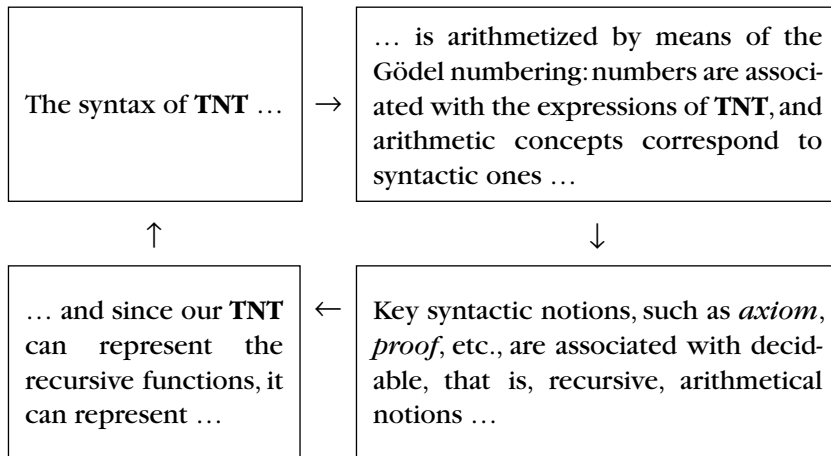 The syntax of TNT …
→
… is arithmetized by means of the
Gödel numbering: numbers are associ-
ated with the expressions of TNT, and
arithmetic concepts correspond to
syntactic ones …
↑
↓
… and since our TNT
can represent the
recursive functions, it
can represent …
←
Key syntactic notions, such as axiom,
proof, etc., are associated with decid-
able, that is, recursive, arithmetical
notions …